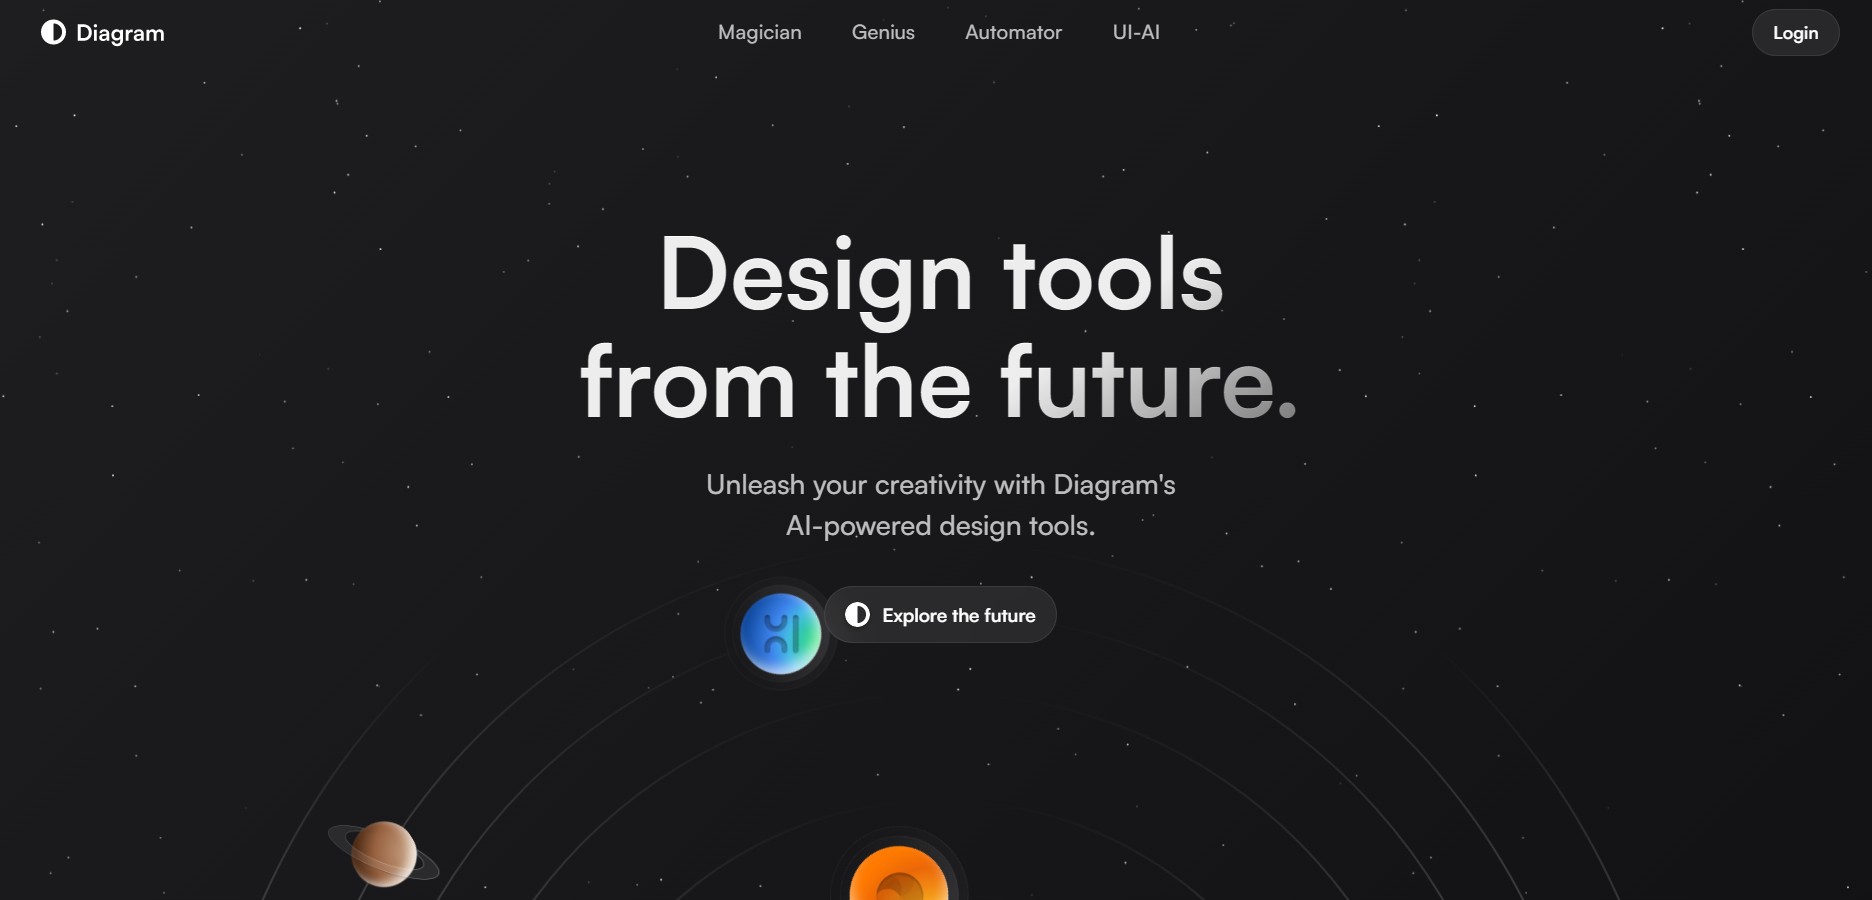 Diagram
Magician
Genius
Automator
UI-AI
Login
Design tools
from the future.
Unleash your creativity with Diagram's
AI-powered design tools.
Explore the future